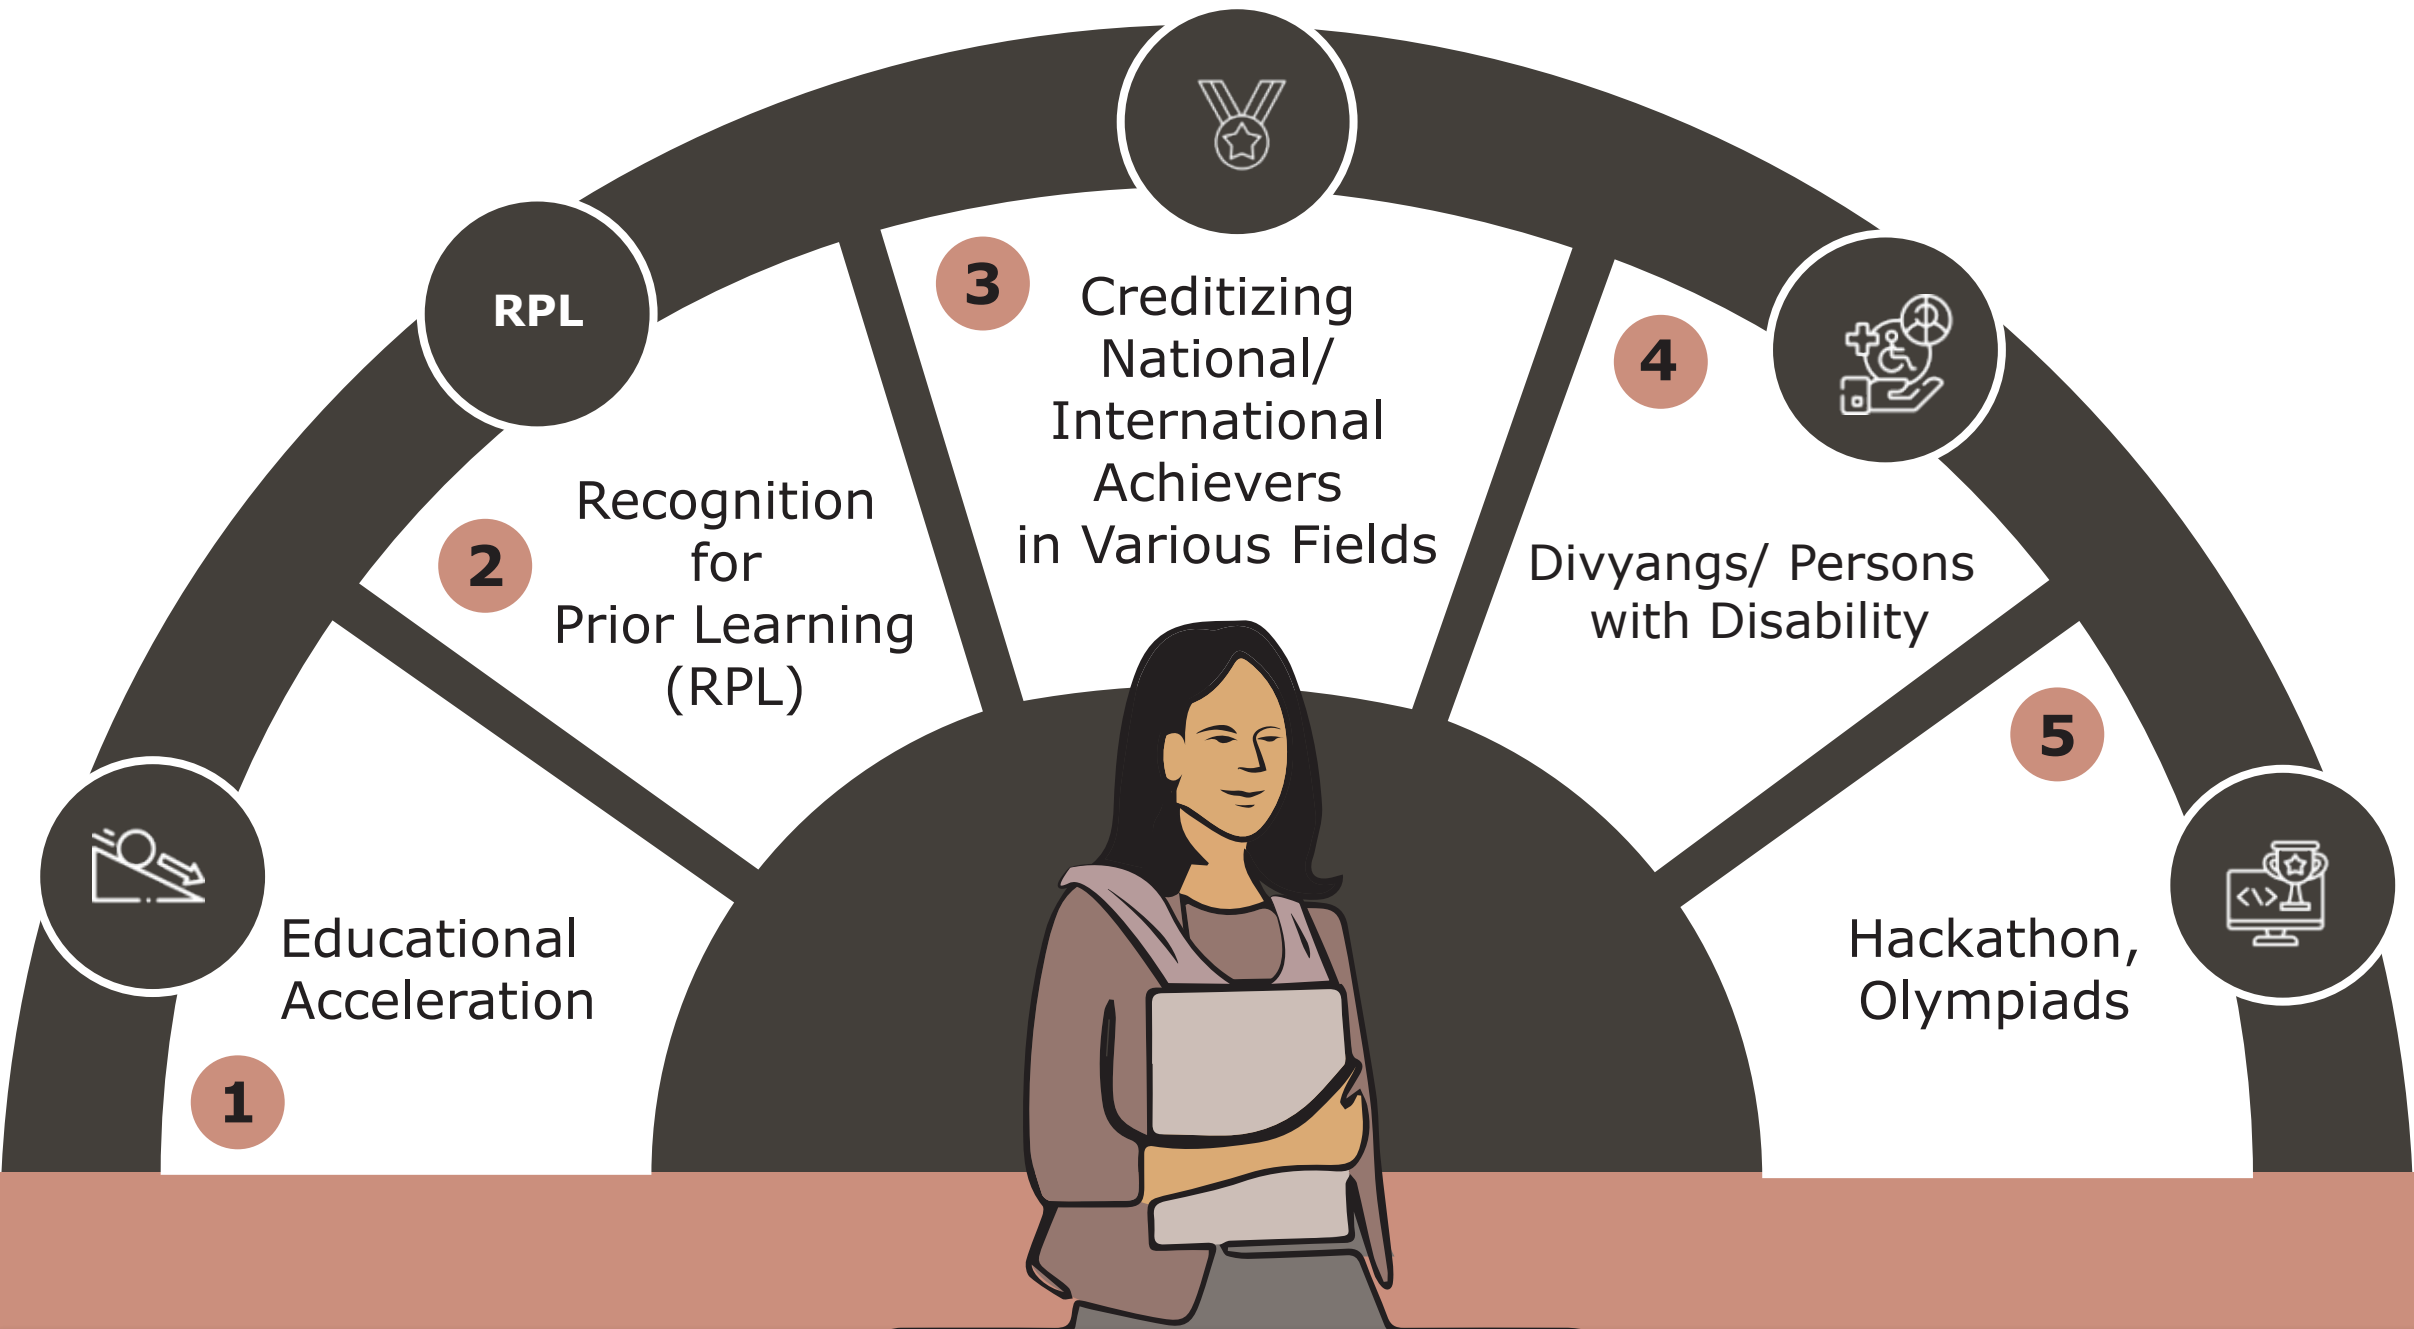 1
Educational
Acceleration
RPL
2
Recognition
for
Prior Learning
(RPL)
3
Creditizing
National/
International
Achievers
in Various Fields
4
Divyangs/ Persons
with Disability
5
Hackathon,
Olympiads